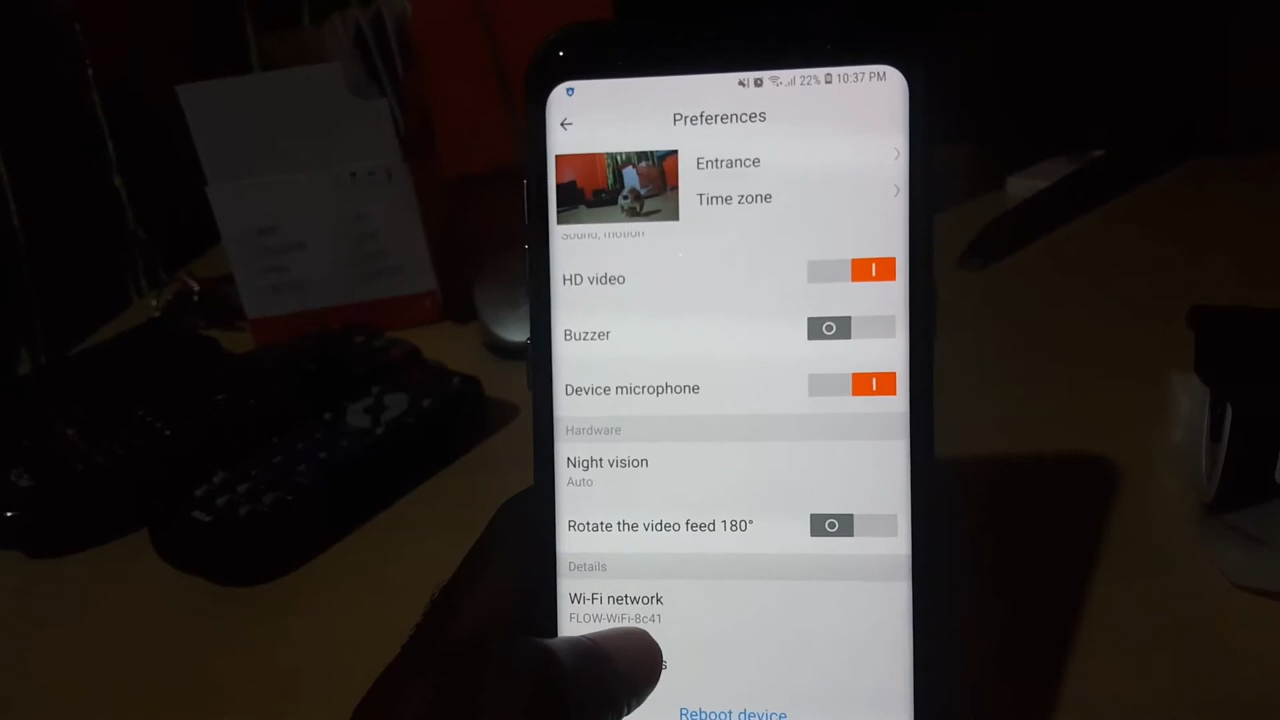 22% 10:37 PM
Preferences
Entrance
Time zone
Sound, motion
HD video
Buzzer
Device microphone
Hardware
Night vision
Auto
Rotate the video feed 180°
Details
Wi-Fi network
FLOW-WiFi-8c41
s
Reboot device